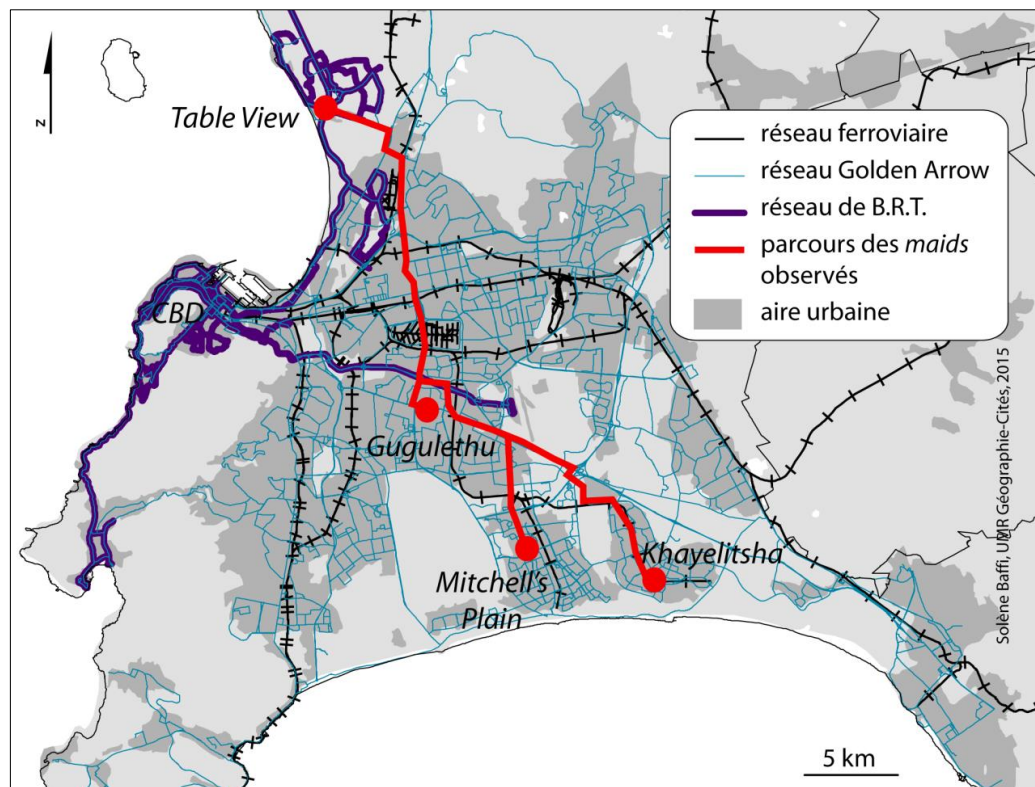 N
Table View
réseau ferroviaire
réseau Golden Arrow
réseau de B.R.T.
parcours des maids
observés
aire urbaine
CBD
Gugulethu
Mitchell's
Plain
Khayelitsha
Solène Baffi, UMR Géographie-Cités, 2015
5 km